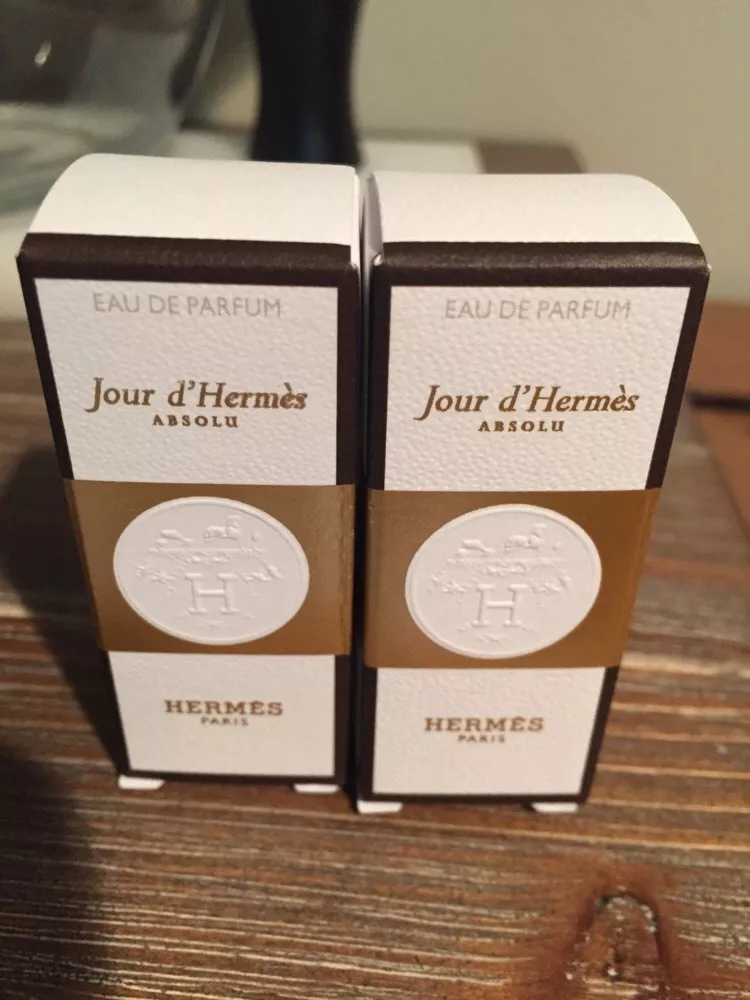 EAU DE PARFUM
Jour d'Hermès
ABSOLU
H
HERMÈS
PARIS
EAU DE PARFUM
Jour d'Hermès
ABSOLU
H
HERMÈS
PARIS